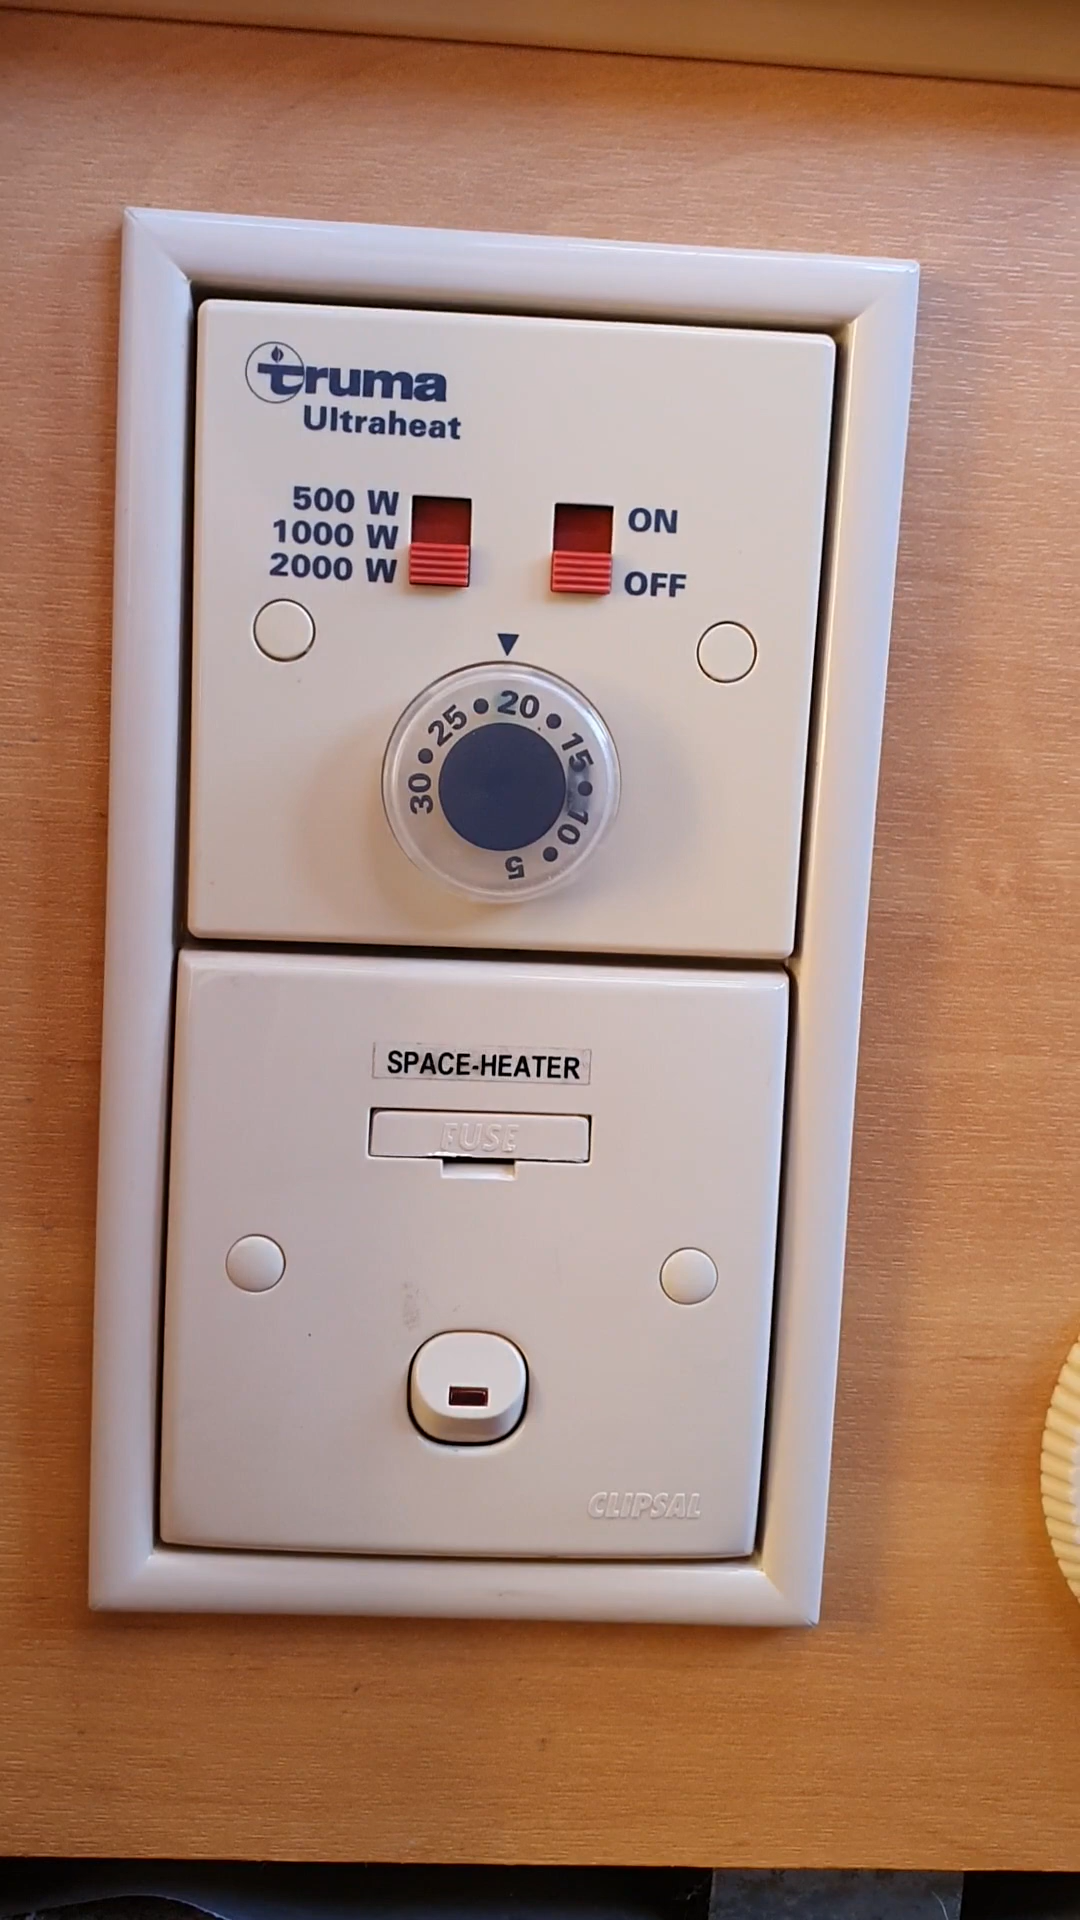 truma
Ultraheat
500 W
1000 W
2000 W
ON
OFF
30 • 25 • 20 • 15 • 10 • 5
SPACE-HEATER
FUSE
CLIPSAL